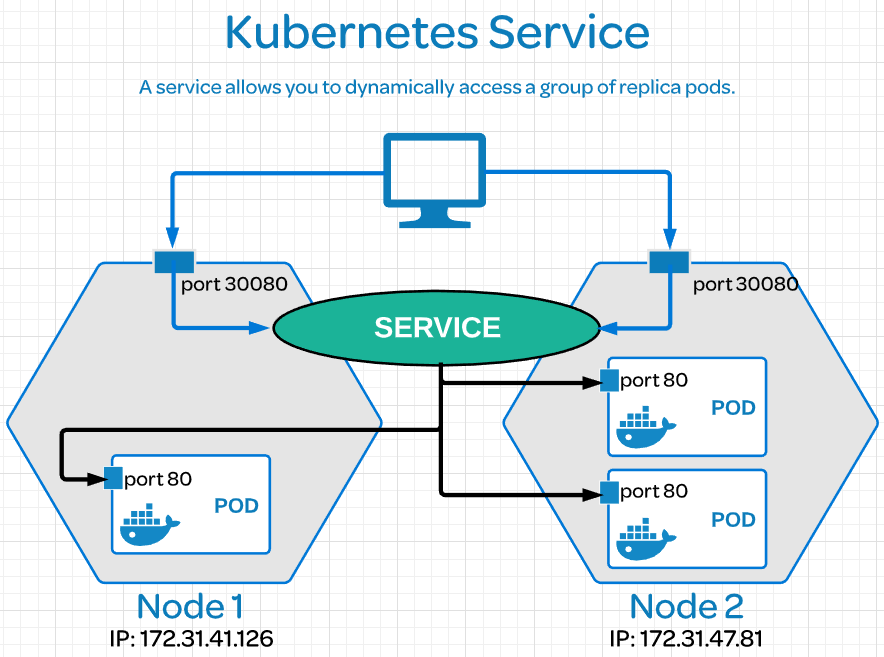 Kubernetes Service
A service allows you to dynamically access a group of replica pods.
port 30080
port 30080
SERVICE
port 80
POD
port 80
POD
port 80
POD
Node 1
IP: 172.31.41.126
Node 2
IP: 172.31.47.81